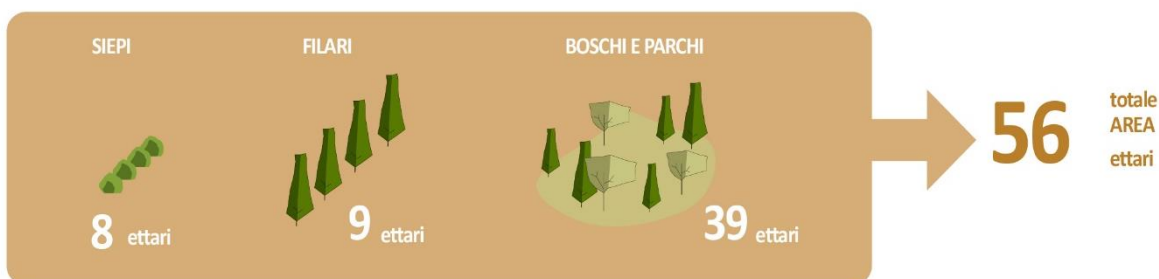 SIEPI
FILARI
BOSCHI E PARCHI
8 ettari
9 ettari
39 ettari
56
totale
AREA
ettari